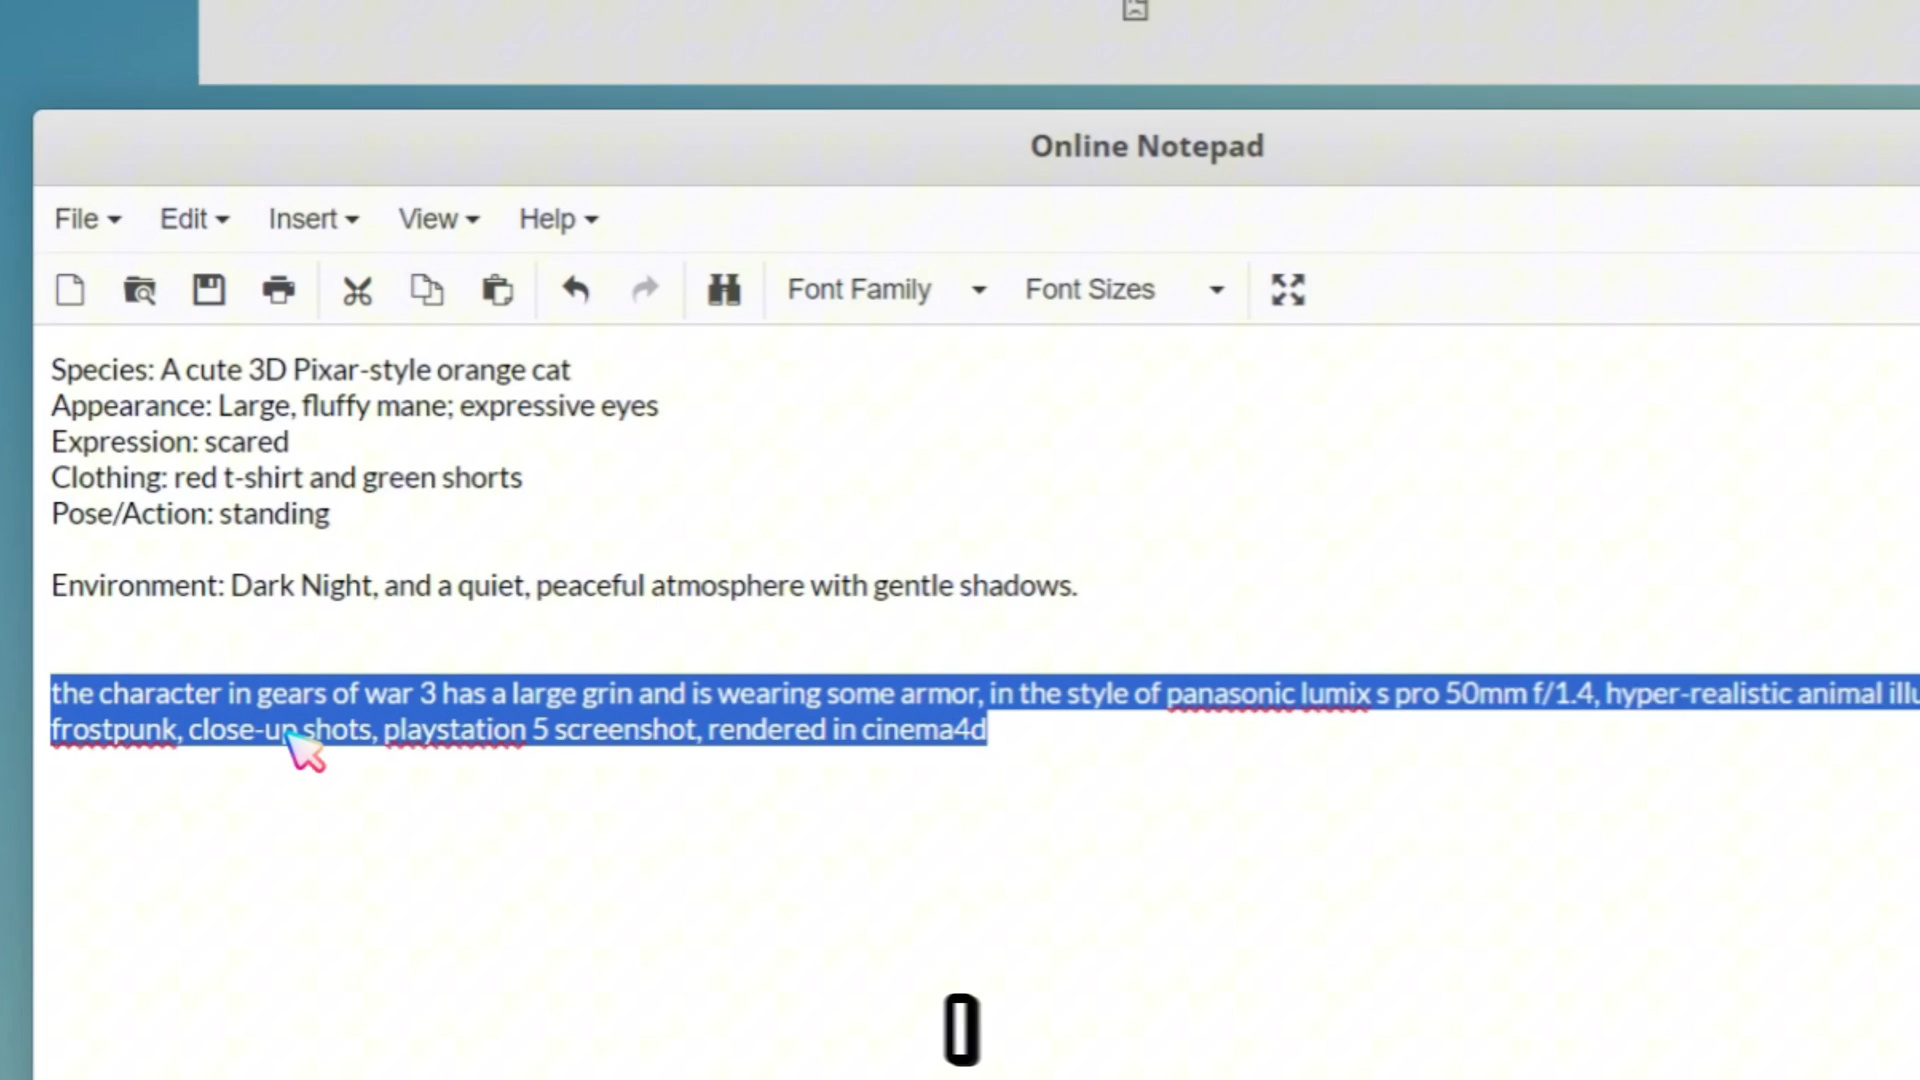 Online Notepad
File Edit Insert View Help
Font Family Font Sizes
Species: A cute 3D Pixar-style orange cat
Appearance: Large, fluffy mane; expressive eyes
Expression: scared
Clothing: red t-shirt and green shorts
Pose/Action: standing
Environment: Dark Night, and a quiet, peaceful atmosphere with gentle shadows.
the character in gears of war 3 has a large grin and is wearing some armor, in the style of panasonic lumix s pro 50mm f/1.4, hyper-realistic animal
frostpunk, close-up shots, playstation 5 screenshot, rendered in cinema4d
I